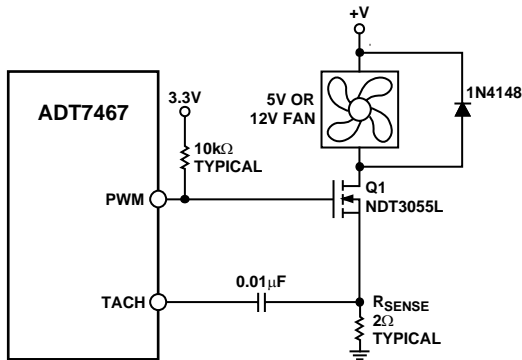 +V
ADT7467
3.3V
5V OR
12V FAN
1N4148
10kΩ
TYPICAL
PWM
Q1
NDT3055L
TACH
0.01μF
RSENSE
2Ω
TYPICAL